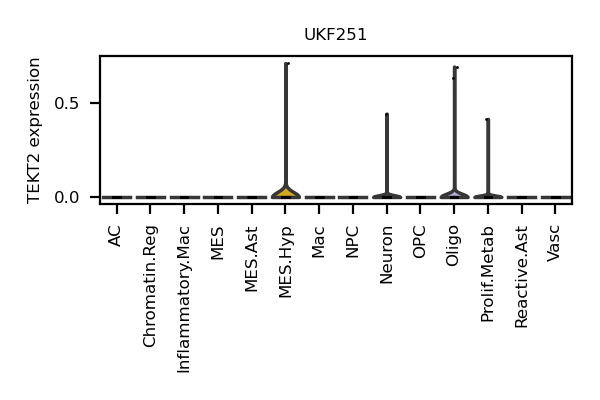 UKF251
TEKT2 expression
0.5
0.0
AC
Chromatin.Reg
Inflammatory.Mac
MES
MES.Ast
MES.Hyp
Mac
NPC
Neuron
OPC
Oligo
Prolif.Metab
Reactive.Ast
Vasc